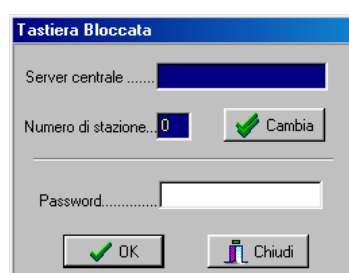 Tastiera Bloccata
Server centrale .......
Numero di stazione... 0 Cambia
Password..............
OK Chiudi